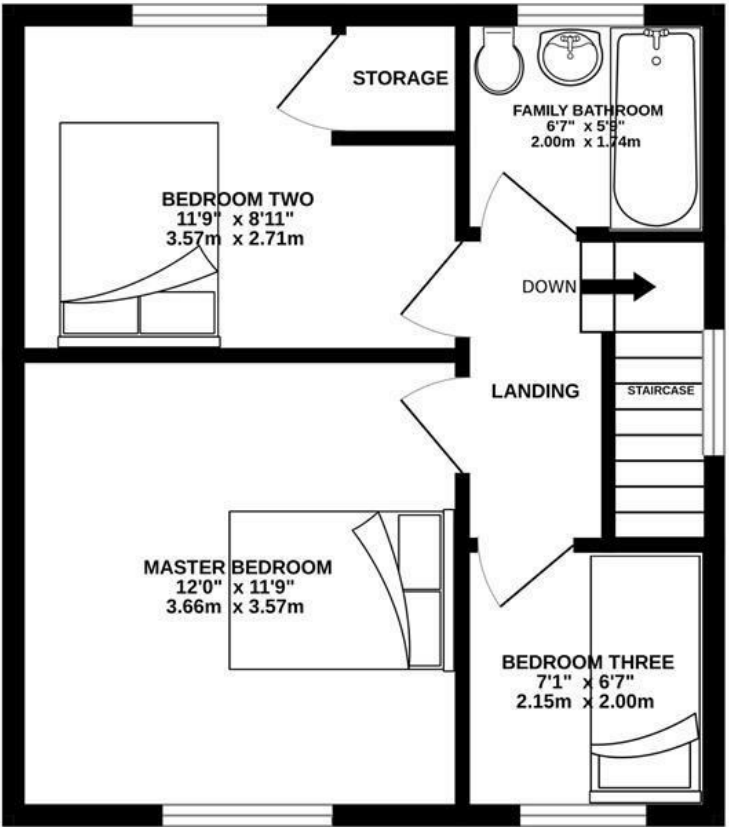 STORAGE
FAMILY BATHROOM
6'7" x 5'9"
2.00m x 1.74m
BEDROOM TWO
11'9" x 8'11"
3.57m x 2.71m
DOWN
LANDING
STAIRCASE
MASTER BEDROOM
12'0" x 11'9"
3.66m x 3.57m
BEDROOM THREE
7'1" x 6'7"
2.15m x 2.00m